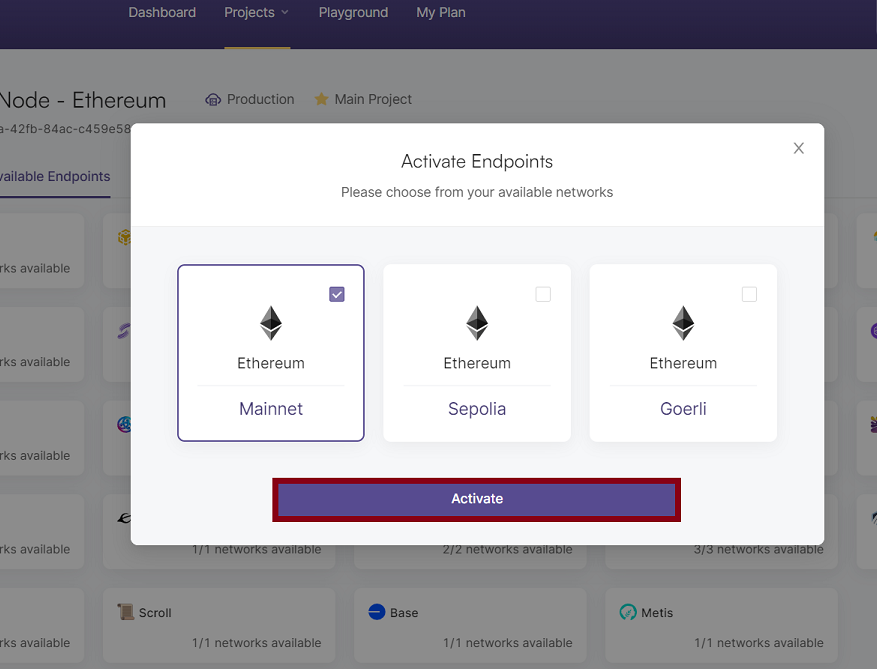 Dashboard Projects Playground My Plan
Node - Ethereum Production Main Project
a-42fb-84ac-c459e58
vailable Endpoints
Activate Endpoints
X
Please choose from your available networks
Ethereum
Mainnet
Ethereum
Sepolia
Ethereum
Goerli
Activate
rks available
rks available
rks available
rks available 1/1 networks available 2/2 networks available 3/3 networks available
Scroll Base Metis
rks available 1/1 networks available 1/1 networks available 1/1 networks available